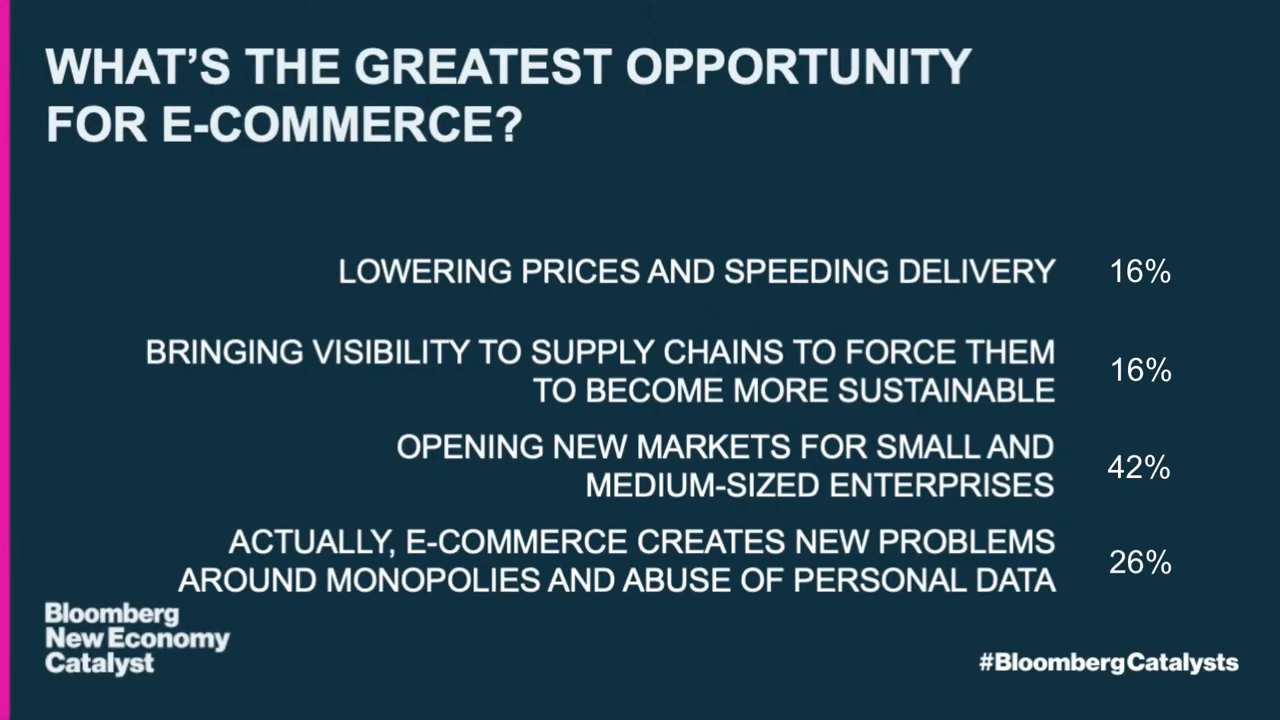 WHAT'S THE GREATEST OPPORTUNITY
FOR E-COMMERCE?
LOWERING PRICES AND SPEEDING DELIVERY 16%
BRINGING VISIBILITY TO SUPPLY CHAINS TO FORCE THEM
TO BECOME MORE SUSTAINABLE
16%
OPENING NEW MARKETS FOR SMALL AND
MEDIUM-SIZED ENTERPRISES
42%
ACTUALLY, E-COMMERCE CREATES NEW PROBLEMS
AROUND MONOPOLIES AND ABUSE OF PERSONAL DATA
26%
Bloomberg
New Economy
Catalyst
#BloombergCatalysts